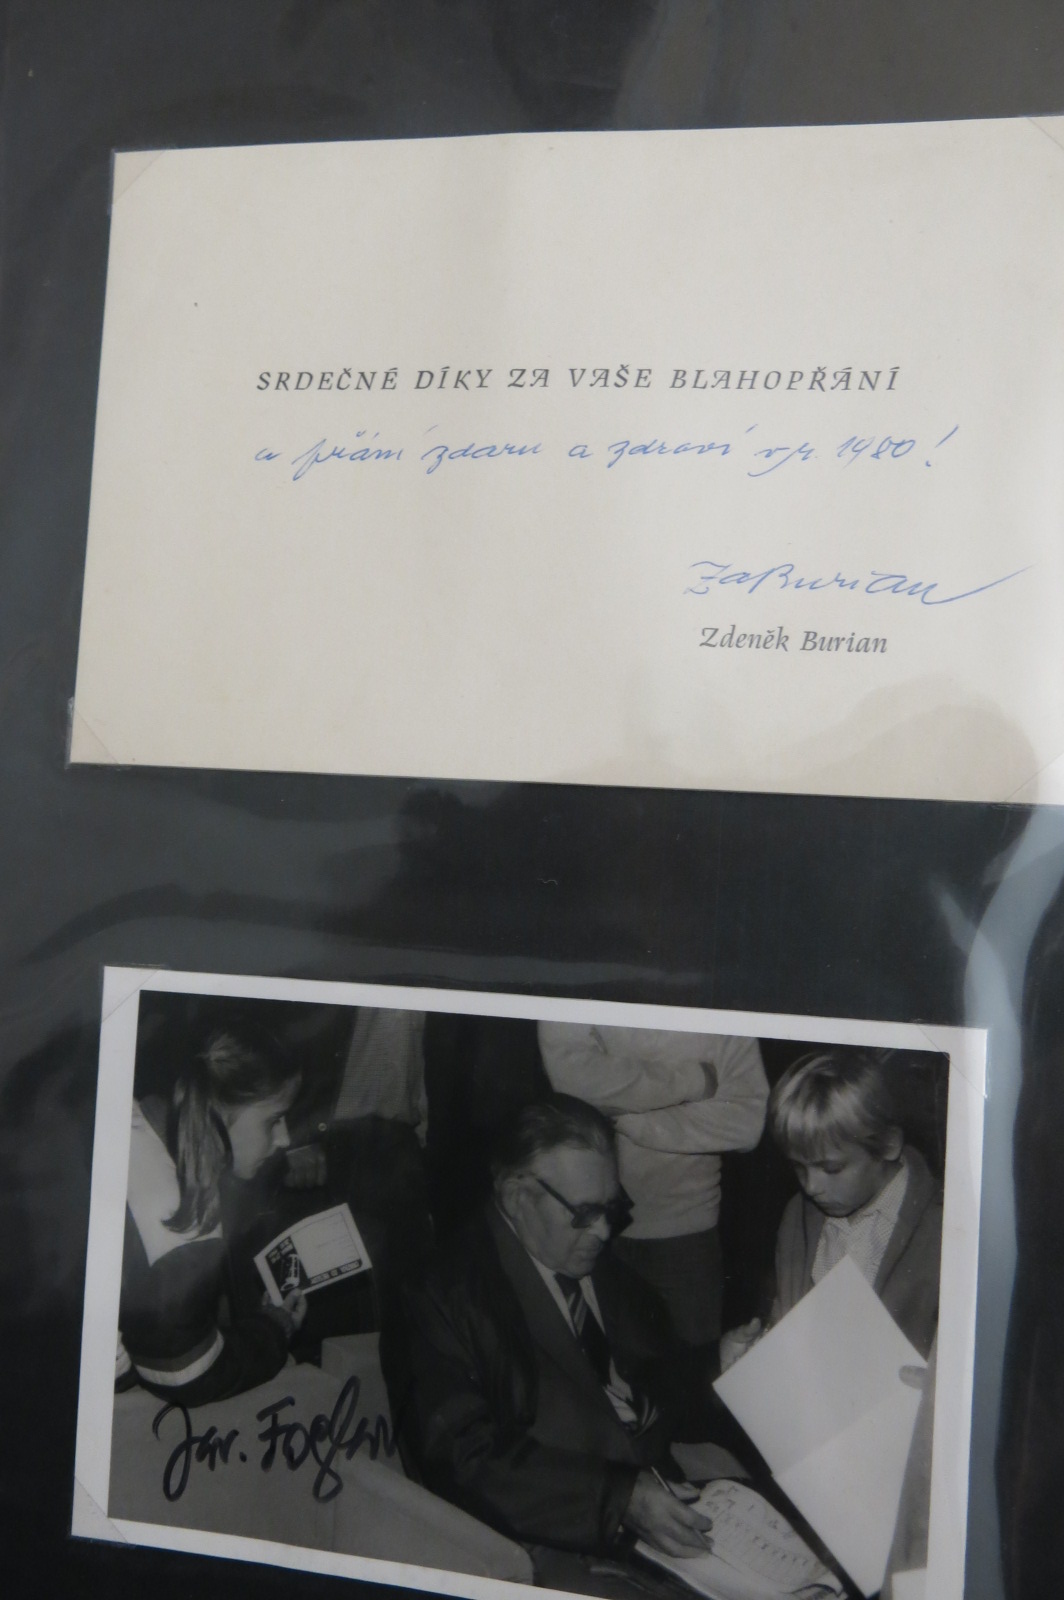 SRDEČNÉ DÍKY ZA VAŠE BLAHOPŘÁNÍ
a přání zdaru a zdraví v r. 1980!
ZdBurian
Zdeněk Burian
Jar. Foglar